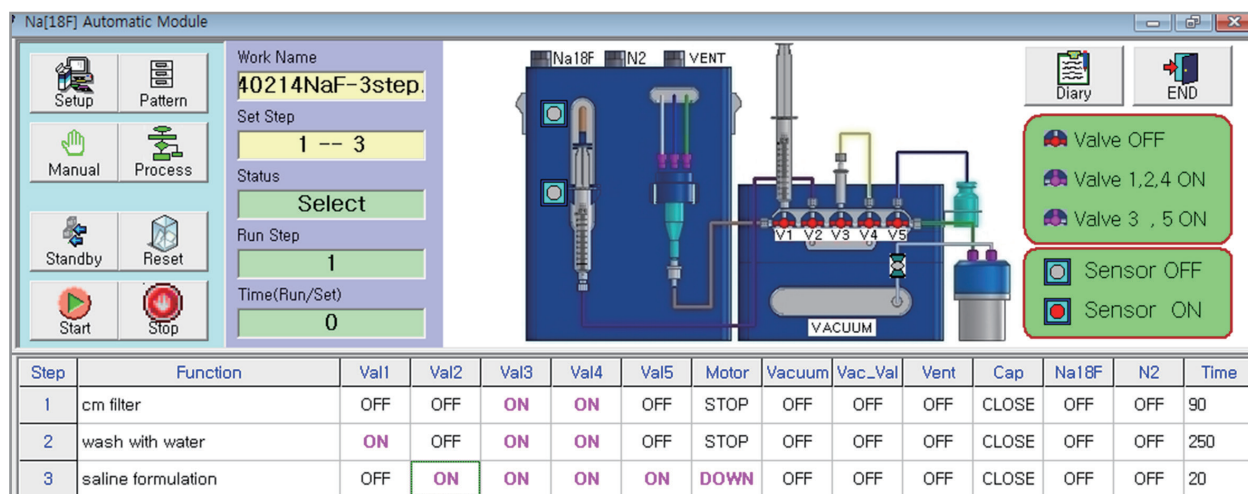 Na[18F] Automatic Module
Setup
Pattern
Manual
Process
Standby
Reset
Start
Stop
Work Name
40214NaF-3step.
Set Step
1 -- 3
Status
Select
Run Step
1
Time(Run/Set)
0
Na18F N2 VENT
V1 V2 V3 V4 V5
VACUUM
Diary
END
Valve OFF
Valve 1,2,4 ON
Valve 3 , 5 ON
Sensor OFF
Sensor ON
Step Function Val1 Val2 Val3 Val4 Val5 Motor Vacuum Vac_Val Vent Cap Na18F N2 Time
1 cm filter OFF OFF ON ON OFF STOP OFF OFF OFF CLOSE OFF OFF 90
2 wash with water ON OFF ON ON OFF STOP OFF OFF OFF CLOSE OFF OFF 250
3 saline formulation OFF ON ON ON ON DOWN OFF OFF OFF CLOSE OFF OFF 20